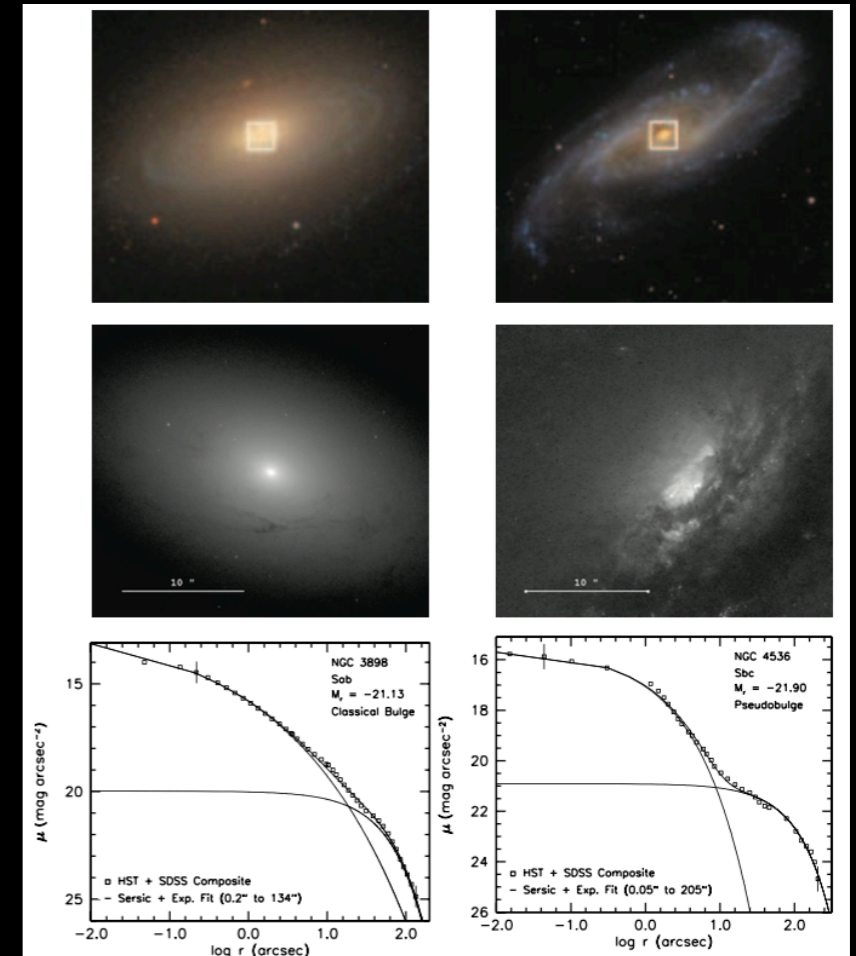 10 "
10 "
NGC 3898
Sab
M_r = -21.13
Classical Bulge
15
20
25
μ (mag arcsec⁻²)
□ HST + SDSS Composite
– Sersic + Exp. Fit (0.2" to 134")
-2.0 -1.0 0.0 1.0 2.0
log r (arcsec)
NGC 4536
Sbc
M_r = -21.90
Pseudobulge
16
18
20
22
24
26
μ (mag arcsec⁻²)
□ HST + SDSS Composite
– Sersic + Exp. Fit (0.05" to 205")
-2.0 -1.0 0.0 1.0 2.0
log r (arcsec)